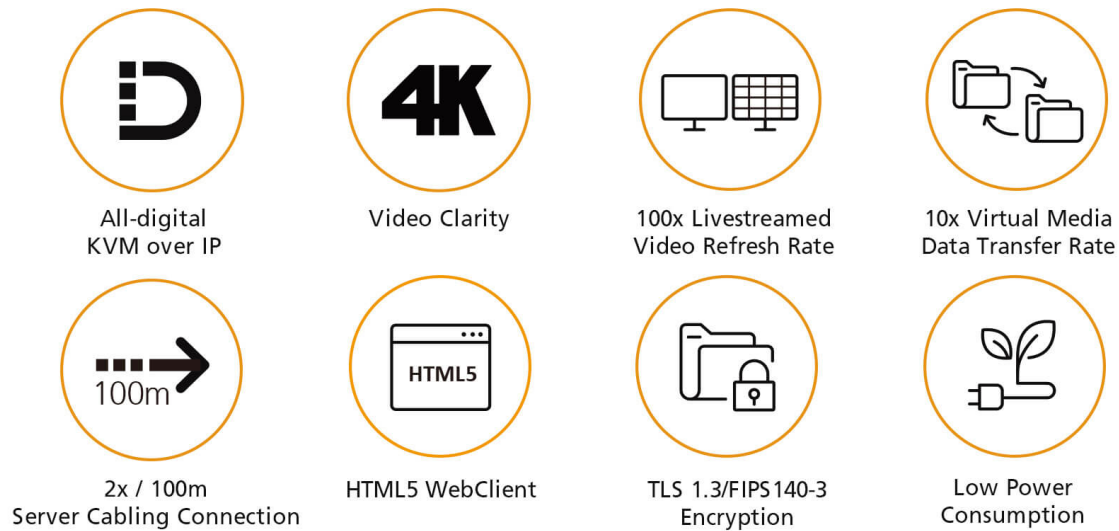 D
4K
All-digital
KVM over IP
Video Clarity
100x Livestreamed
Video Refresh Rate
10x Virtual Media
Data Transfer Rate
100m
HTML5
2x / 100m
Server Cabling Connection
HTML5 WebClient
TLS 1.3/FIPS140-3
Encryption
Low Power
Consumption